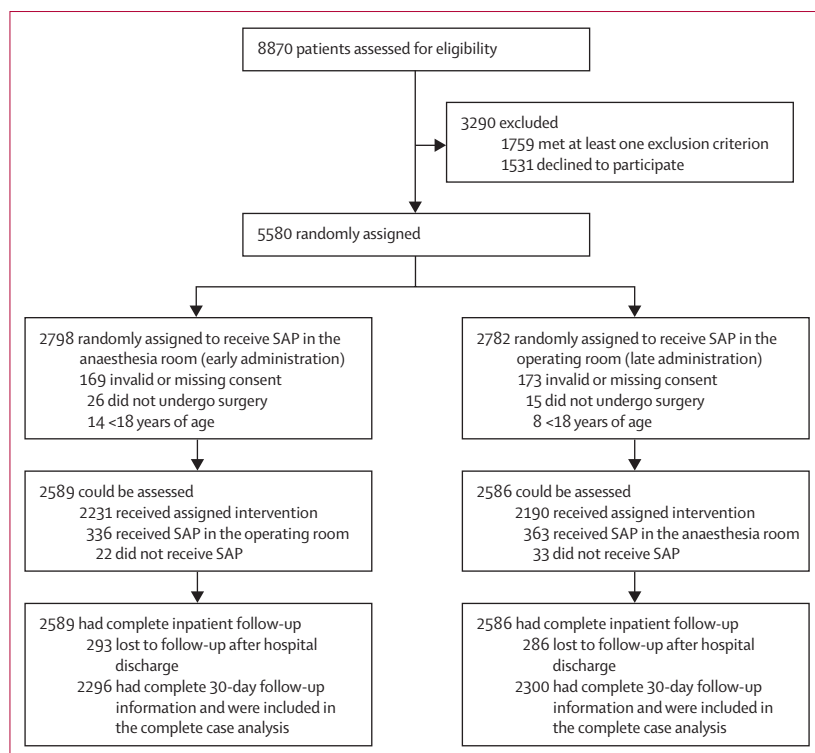 8870 patients assessed for eligibility
3290 excluded
1759 met at least one exclusion criterion
1531 declined to participate
5580 randomly assigned
2798 randomly assigned to receive SAP in the
anaesthesia room (early administration)
169 invalid or missing consent
26 did not undergo surgery
14 <18 years of age
2782 randomly assigned to receive SAP in the
operating room (late administration)
173 invalid or missing consent
15 did not undergo surgery
8 <18 years of age
2589 could be assessed
2231 received assigned intervention
336 received SAP in the operating room
22 did not receive SAP
2586 could be assessed
2190 received assigned intervention
363 received SAP in the anaesthesia room
33 did not receive SAP
2589 had complete inpatient follow-up
293 lost to follow-up after hospital
discharge
2296 had complete 30-day follow-up
information and were included in
the complete case analysis
2586 had complete inpatient follow-up
286 lost to follow-up after hospital
discharge
2300 had complete 30-day follow-up
information and were included in
the complete case analysis